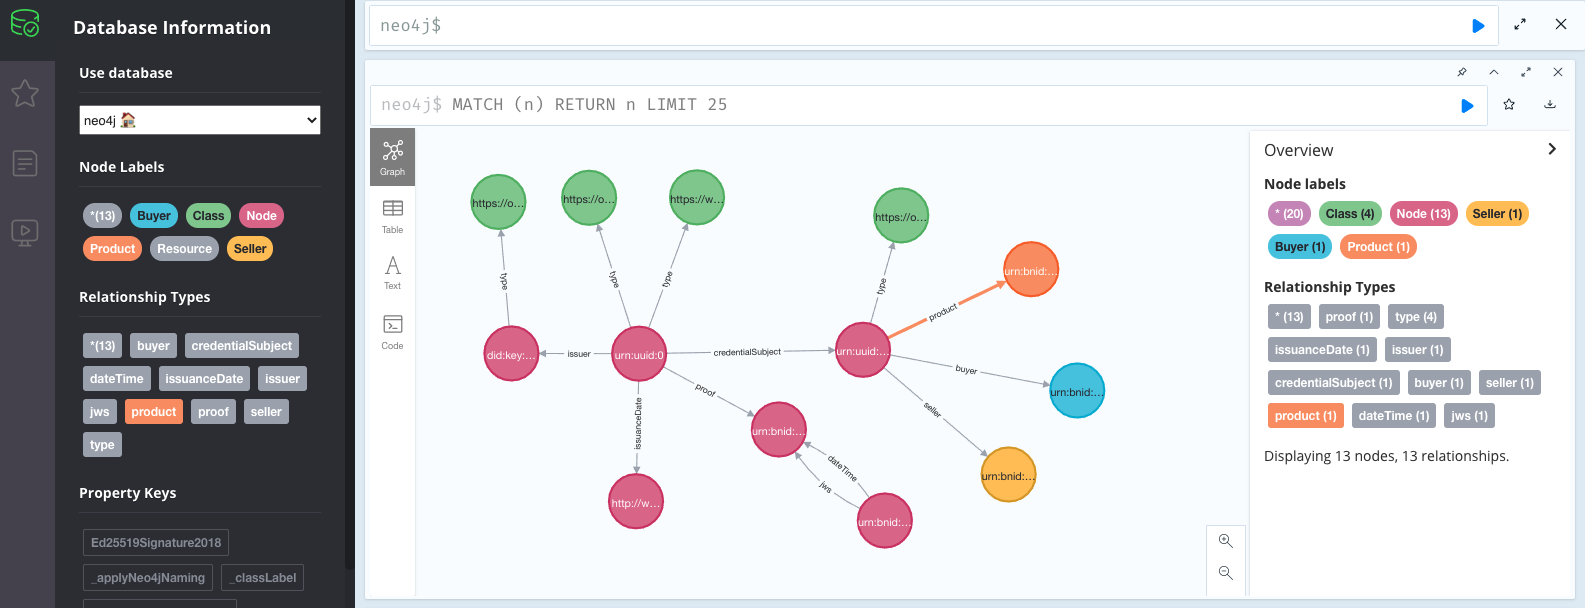 Database Information
Use database
neo4j
Node Labels
*(13) Buyer Class Node
Product Resource Seller
Relationship Types
*(13) buyer credentialSubject
dateTime issuanceDate issuer
jws product proof seller
type
Property Keys
Ed25519Signature2018
_applyNeo4jNaming _classLabel
neo4j$
neo4j$ MATCH (n) RETURN n LIMIT 25
Graph
Table
Text
Code
https://o...
https://o...
https://w...
https://o...
urn:bnid:...
type
type
type
type
product
did:key:...
issuer
urn:uuid:0
credentialSubject
urn:uuid:...
buyer
urn:bnid:...
proof
issuanceDate
seller
urn:bnid:...
dateTime
jws
urn:bnid:...
http://w...
urn:bnid:...
Overview
Node labels
* (20) Class (4) Node (13) Seller (1)
Buyer (1) Product (1)
Relationship Types
* (13) proof (1) type (4)
issuanceDate (1) issuer (1)
credentialSubject (1) buyer (1) seller (1)
product (1) dateTime (1) jws (1)
Displaying 13 nodes, 13 relationships.